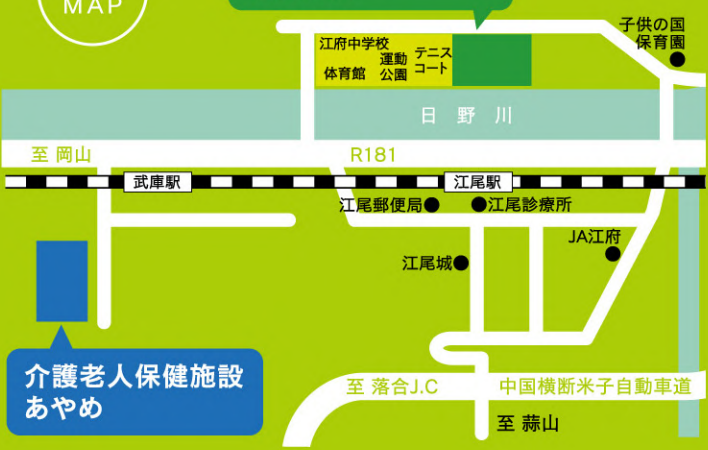 MAP
子供の国
保育園
江府中学校
運動
公園
テニス
コート
体育館
日野川
至 岡山
R181
武庫駅
江尾駅
江尾郵便局
江尾診療所
JA江府
江尾城
介護老人保健施設
あやめ
至 落合J.C
中国横断米子自動車道
至 蒜山